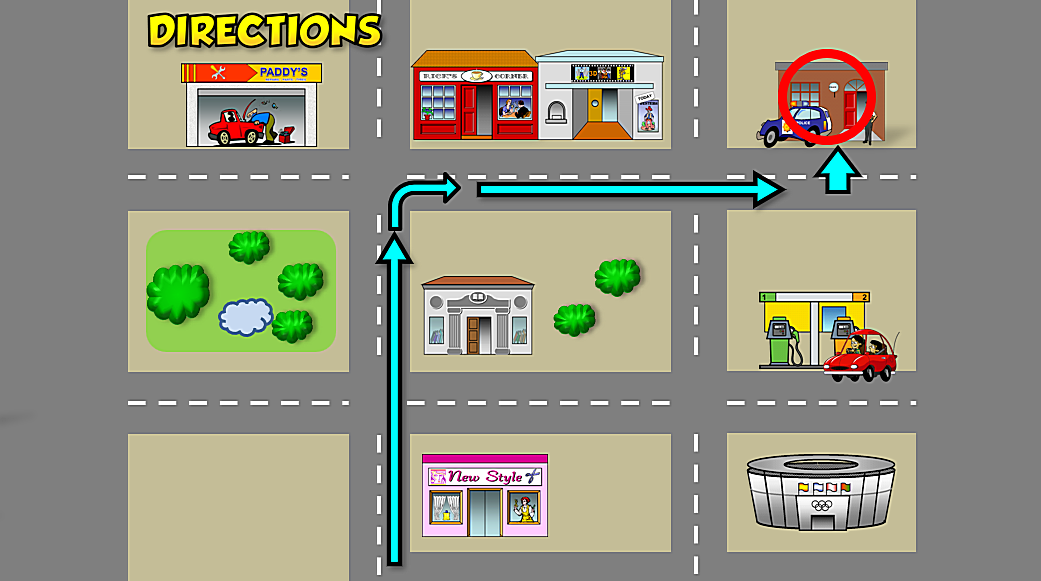 DIRECTIONS
PADDY'S
RICK'S CORNER
TODAY
POLICE
1 2
New Style